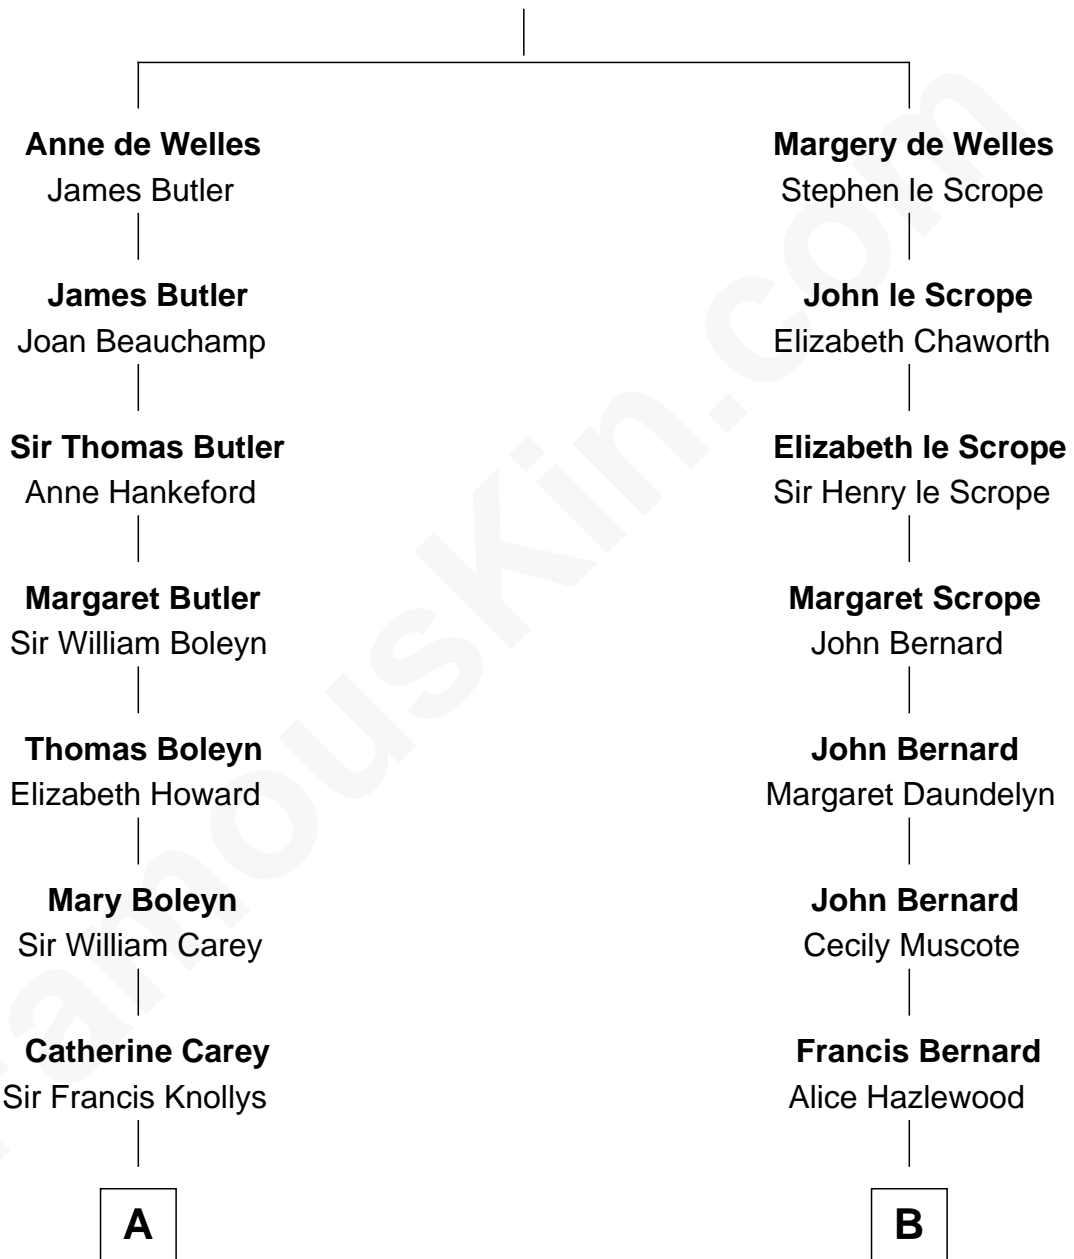 Anne de Welles
James Butler
James Butler
Joan Beauchamp
Sir Thomas Butler
Anne Hankeford
Margaret Butler
Sir William Boleyn
Thomas Boleyn
Elizabeth Howard
Mary Boleyn
Sir William Carey
Catherine Carey
Sir Francis Knollys
A
Margery de Welles
Stephen le Scrope
John le Scrope
Elizabeth Chaworth
Elizabeth le Scrope
Sir Henry le Scrope
Margaret Scrope
John Bernard
John Bernard
Margaret Daundelyn
John Bernard
Cecily Muscote
Francis Bernard
Alice Hazlewood
B
FamousKin.com